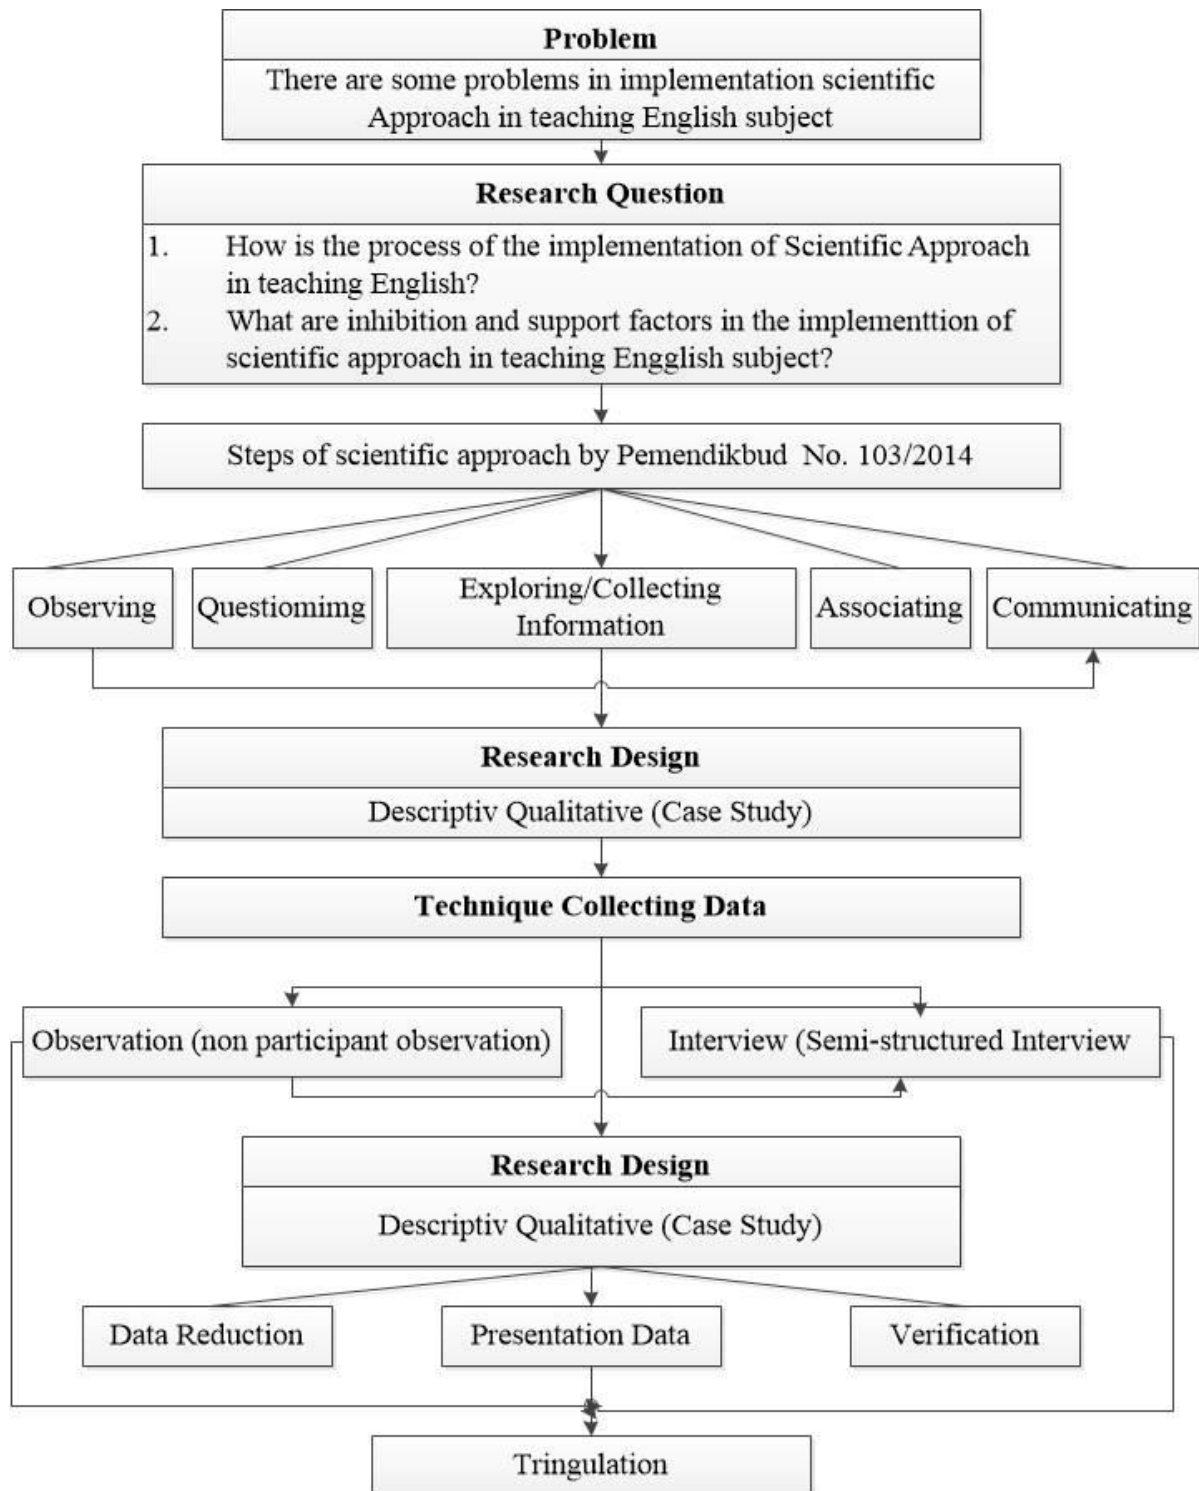 Problem
There are some problems in implementation scientific
Approach in teaching English subject
Research Question
1. How is the process of the implementation of Scientific Approach
in teaching English?
2. What are inhibition and support factors in the implementtion of
scientific approach in teaching Engglish subject?
Steps of scientific approach by Pemendikbud No. 103/2014
Observing
Questiomimg
Exploring/Collecting
Information
Associating
Communicating
Research Design
Descriptiv Qualitative (Case Study)
Technique Collecting Data
Observation (non participant observation)
Interview (Semi-structured Interview
Research Design
Descriptiv Qualitative (Case Study)
Data Reduction
Presentation Data
Verification
Tringulation